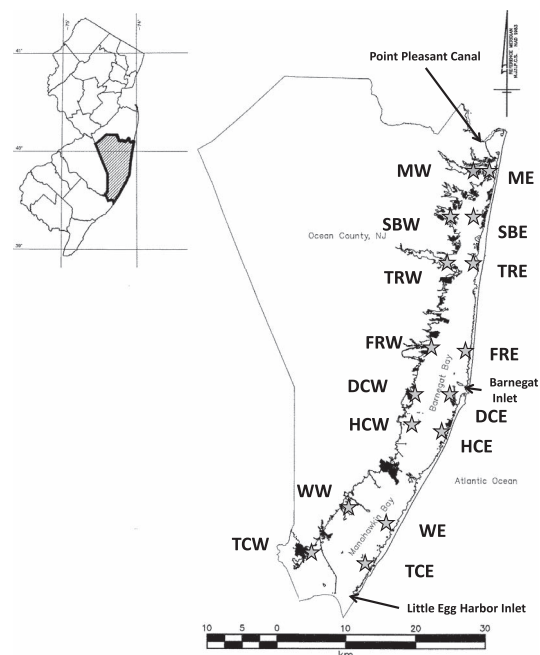 41°
40°
39°
Point Pleasant Canal
MW
ME
SBW
SBE
Ocean County, NJ
TRW
TRE
FRW
FRE
Barnegat Bay
Barnegat
Inlet
DCW
DCE
HCW
HCE
Atlantic Ocean
WW
WE
Manahawkin Bay
TCW
TCE
Little Egg Harbor Inlet
10 0 10 20 30
km